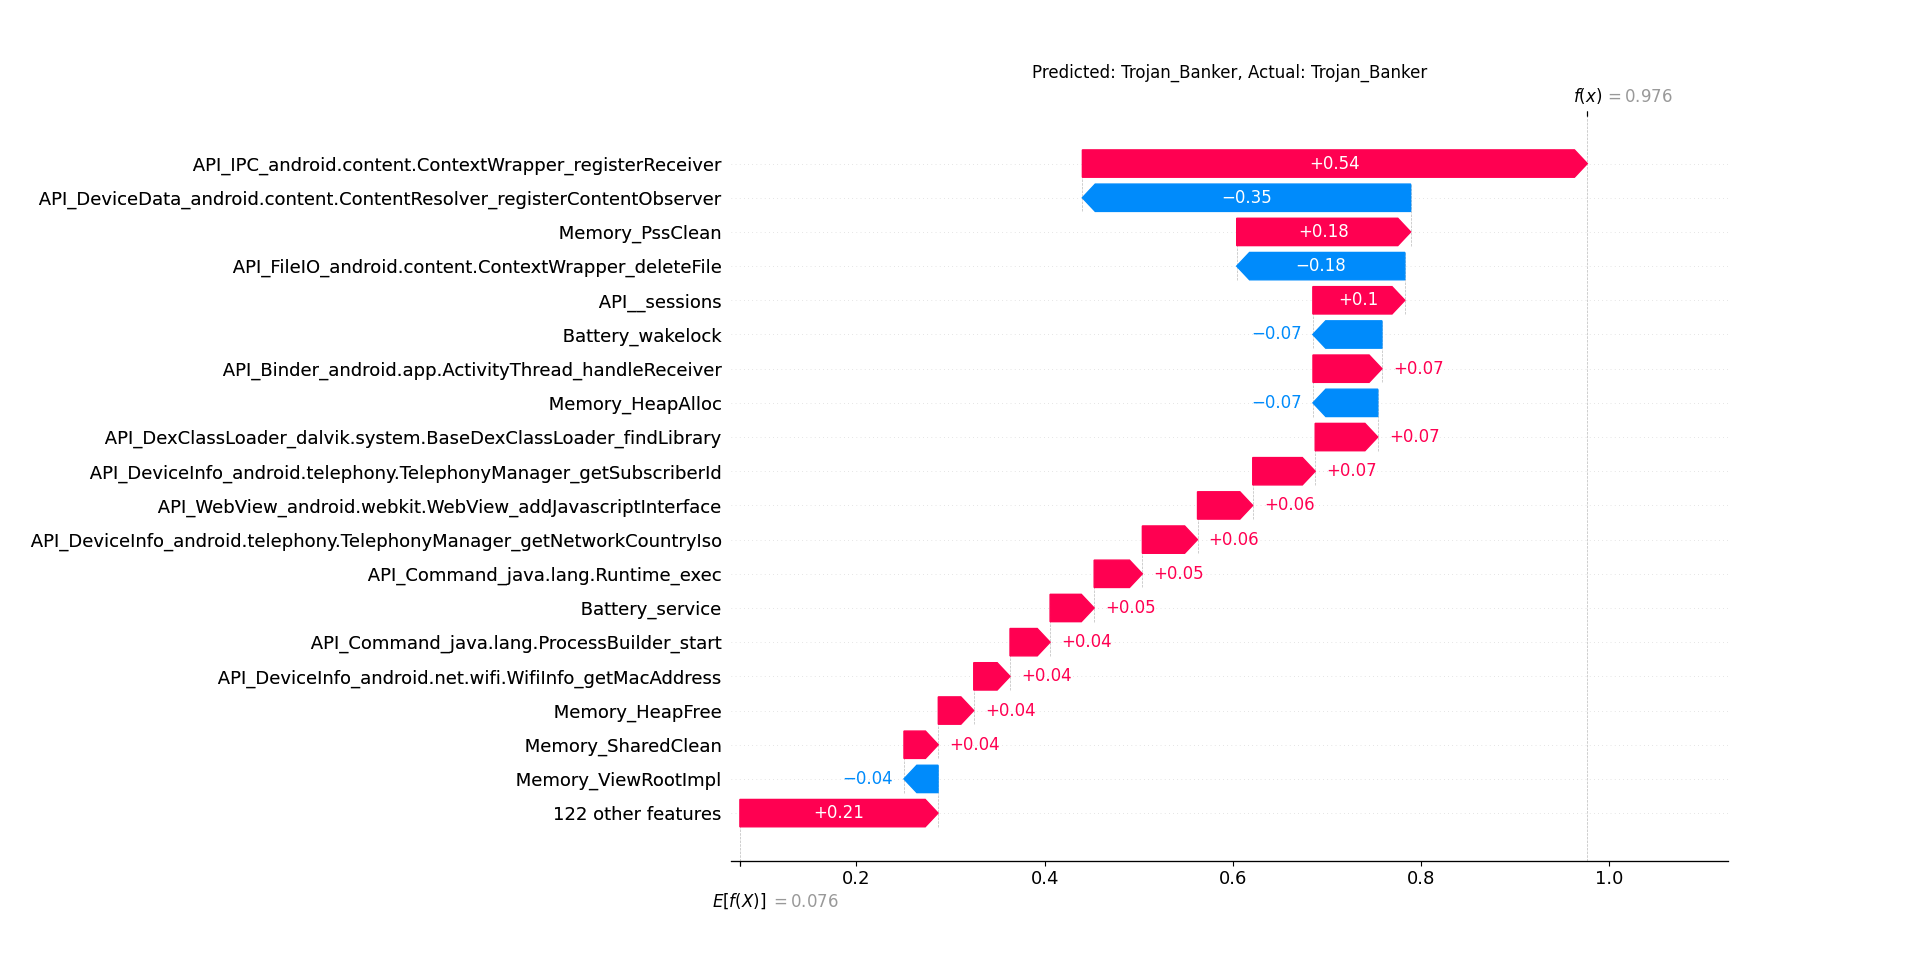 Predicted: Trojan_Banker, Actual: Trojan_Banker
f(x) = 0.976
API_IPC_android.content.ContextWrapper_registerReceiver +0.54
API_DeviceData_android.content.ContentResolver_registerContentObserver −0.35
Memory_PssClean +0.18
API_FileIO_android.content.ContextWrapper_deleteFile −0.18
API__sessions +0.1
Battery_wakelock −0.07
API_Binder_android.app.ActivityThread_handleReceiver +0.07
Memory_HeapAlloc −0.07
API_DexClassLoader_dalvik.system.BaseDexClassLoader_findLibrary +0.07
API_DeviceInfo_android.telephony.TelephonyManager_getSubscriberId +0.07
API_WebView_android.webkit.WebView_addJavascriptInterface +0.06
API_DeviceInfo_android.telephony.TelephonyManager_getNetworkCountryIso +0.06
API_Command_java.lang.Runtime_exec +0.05
Battery_service +0.05
API_Command_java.lang.ProcessBuilder_start +0.04
API_DeviceInfo_android.net.wifi.WifiInfo_getMacAddress +0.04
Memory_HeapFree +0.04
Memory_SharedClean +0.04
Memory_ViewRootImpl −0.04
122 other features +0.21
0.2 0.4 0.6 0.8 1.0
E[f(X)] = 0.076